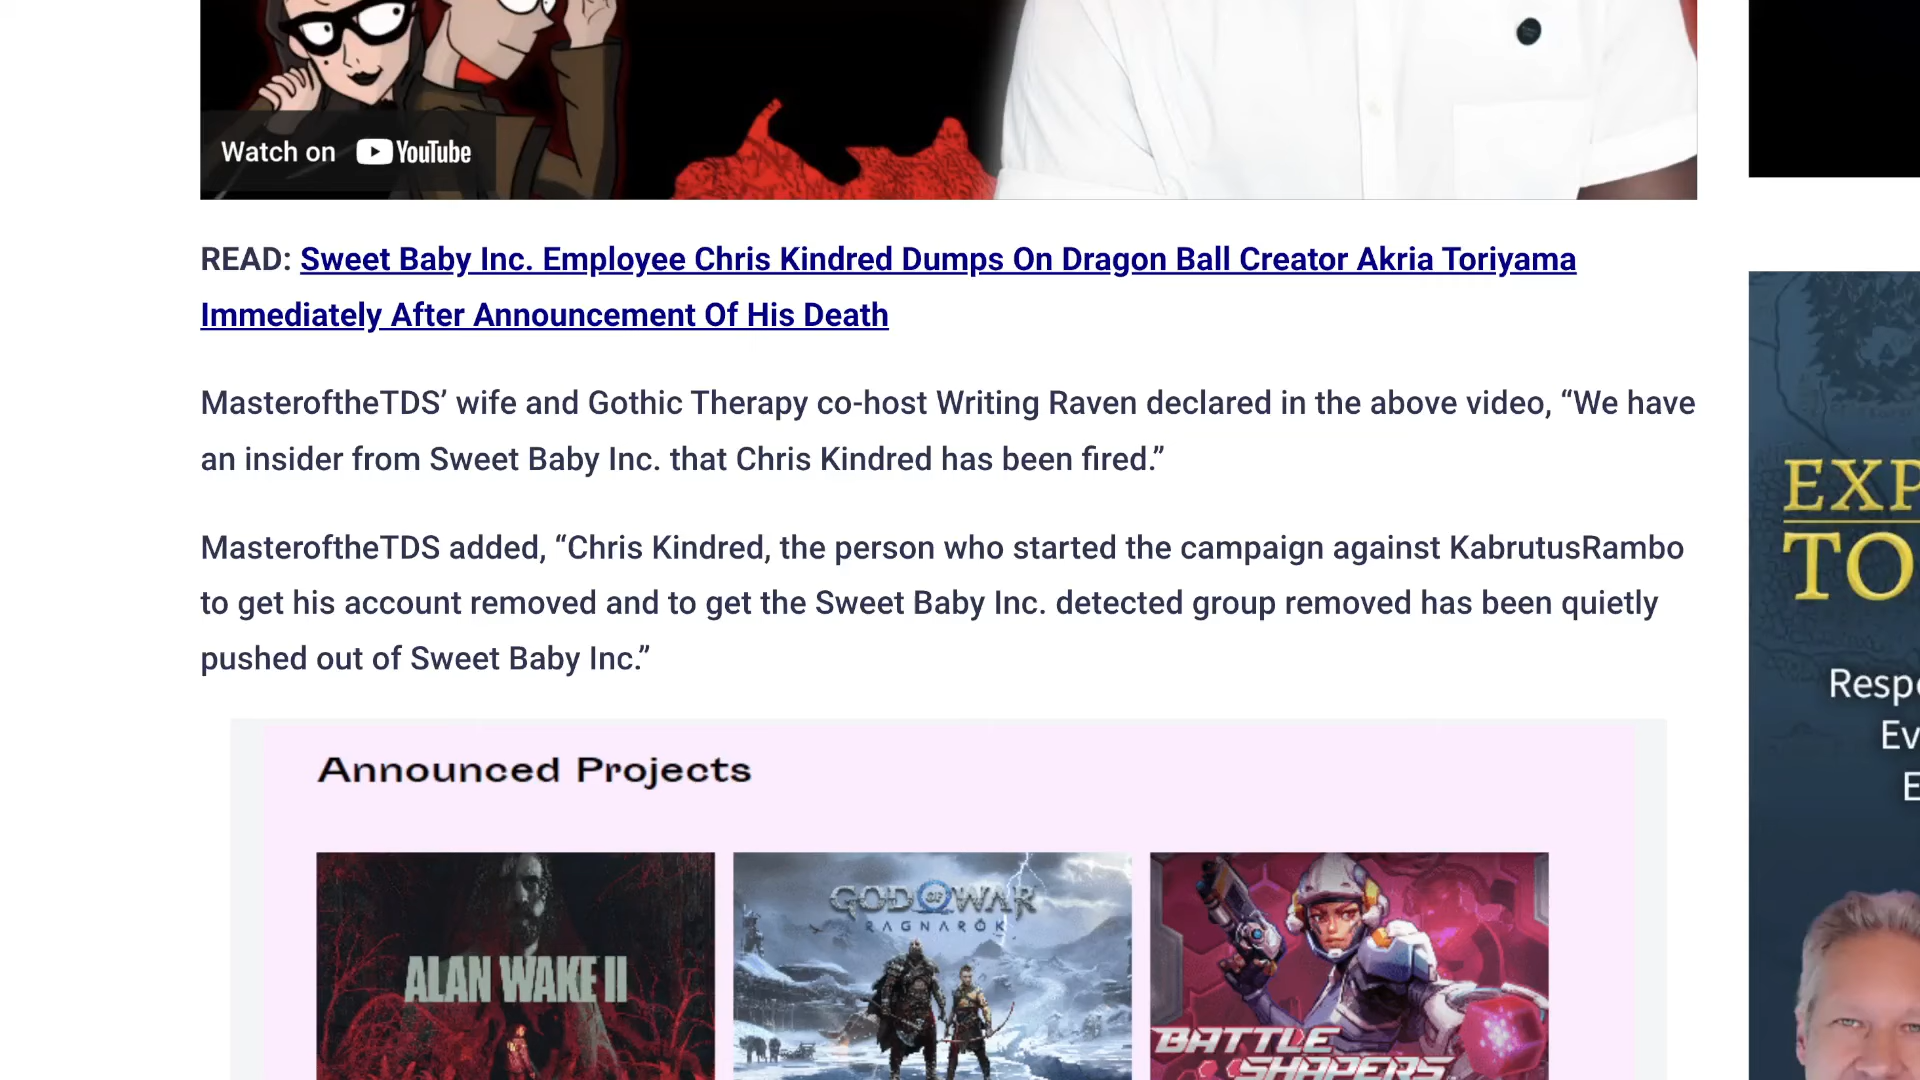 Watch on YouTube
READ: Sweet Baby Inc. Employee Chris Kindred Dumps On Dragon Ball Creator Akria Toriyama
Immediately After Announcement Of His Death
MasteroftheTDS’ wife and Gothic Therapy co-host Writing Raven declared in the above video, “We have
an insider from Sweet Baby Inc. that Chris Kindred has been fired.”
MasteroftheTDS added, “Chris Kindred, the person who started the campaign against KabrutusRambo
to get his account removed and to get the Sweet Baby Inc. detected group removed has been quietly
pushed out of Sweet Baby Inc.”
Announced Projects
ALAN WAKE II
GOD OF WAR
RAGNARÖK
BATTLE
SHAPERS
EXP
TO
Resp
Ev
E